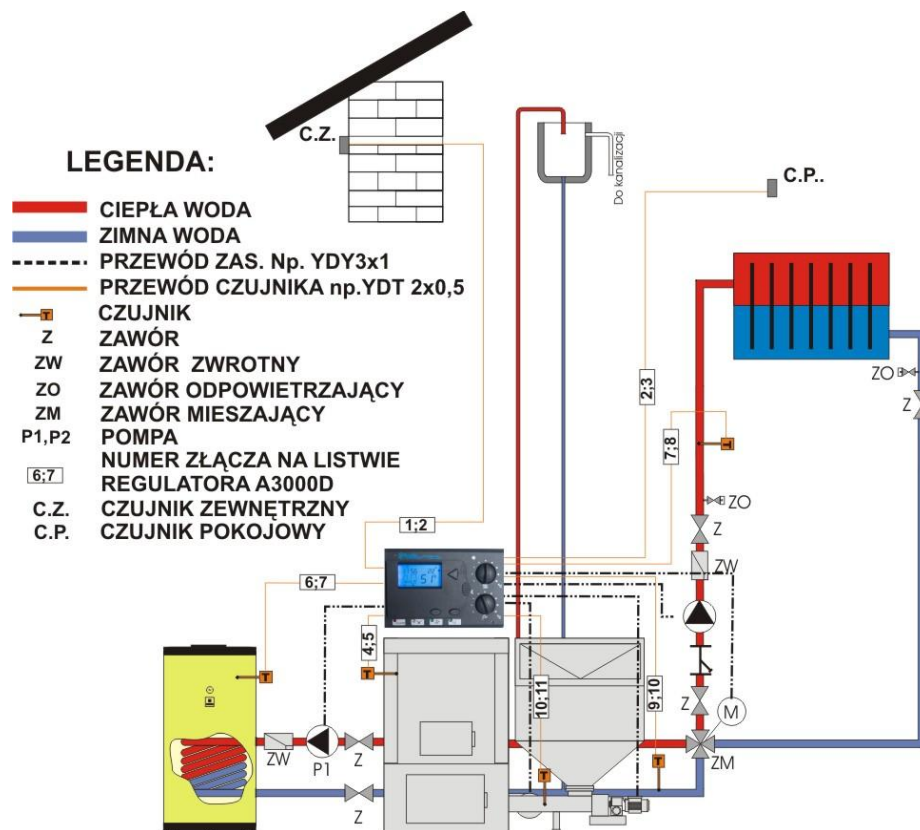 C.Z.
Do kanalizacji
C.P..
LEGENDA:
CIEPŁA WODA
ZIMNA WODA
PRZEWÓD ZAS. Np. YDY3x1
PRZEWÓD CZUJNIKA np.YDT 2x0,5
T CZUJNIK
Z ZAWÓR
ZW ZAWÓR ZWROTNY
ZO ZAWÓR ODPOWIETRZAJĄCY
ZM ZAWÓR MIESZAJĄCY
P1,P2 POMPA
6;7 NUMER ZŁĄCZA NA LISTWIE
REGULATORA A3000D
C.Z. CZUJNIK ZEWNĘTRZNY
C.P. CZUJNIK POKOJOWY
2;3
ZO
Z
7;8
T
ZO
1;2
Z
ZW
6;7
4;5
T
T
10;11
9;10
Z
M
ZW
P1
Z
ZM
T
T
Z